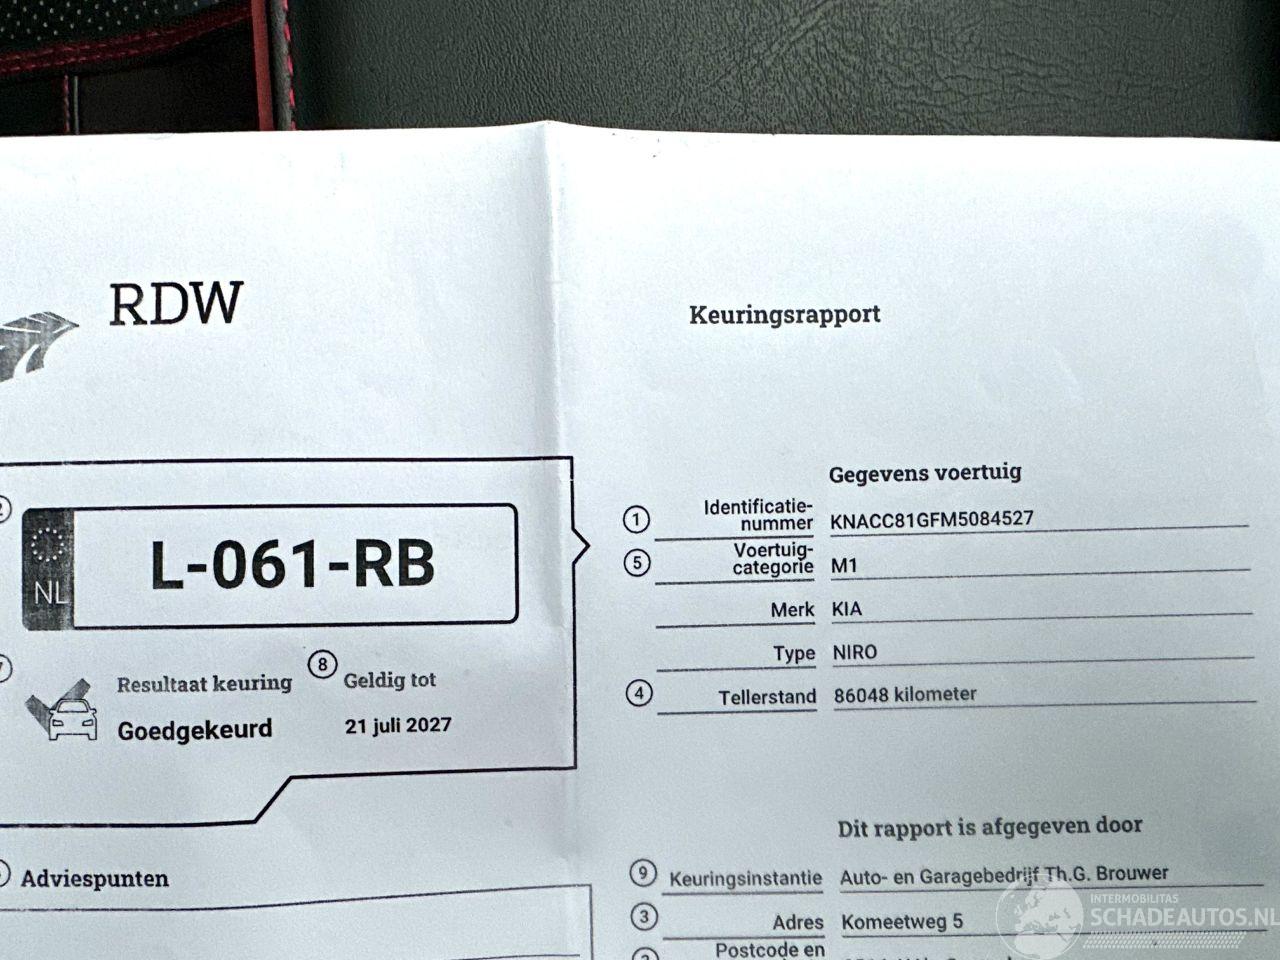 RDW
Keuringsrapport
NL
L-061-RB
Resultaat keuring
Goedgekeurd
8 Geldig tot
21 juli 2027
Adviespunten
Gegevens voertuig
1 Identificatie-
nummer KNACC81GFM5084527
5 Voertuig-
categorie M1
Merk KIA
Type NIRO
4 Tellerstand 86048 kilometer
Dit rapport is afgegeven door
9 Keuringsinstantie Auto- en Garagebedrijf Th.G. Brouwer
3 Adres Komeetweg 5
Postcode en
INTERMOBILITAS
SCHADEAUTOS.NL